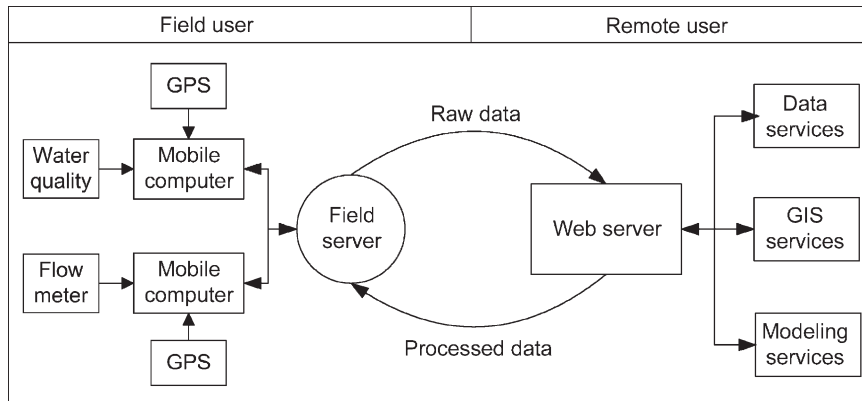 Field user
Remote user
GPS
Water
quality
Mobile
computer
Flow
meter
Mobile
computer
GPS
Field
server
Raw data
Processed data
Web server
Data
services
GIS
services
Modeling
services